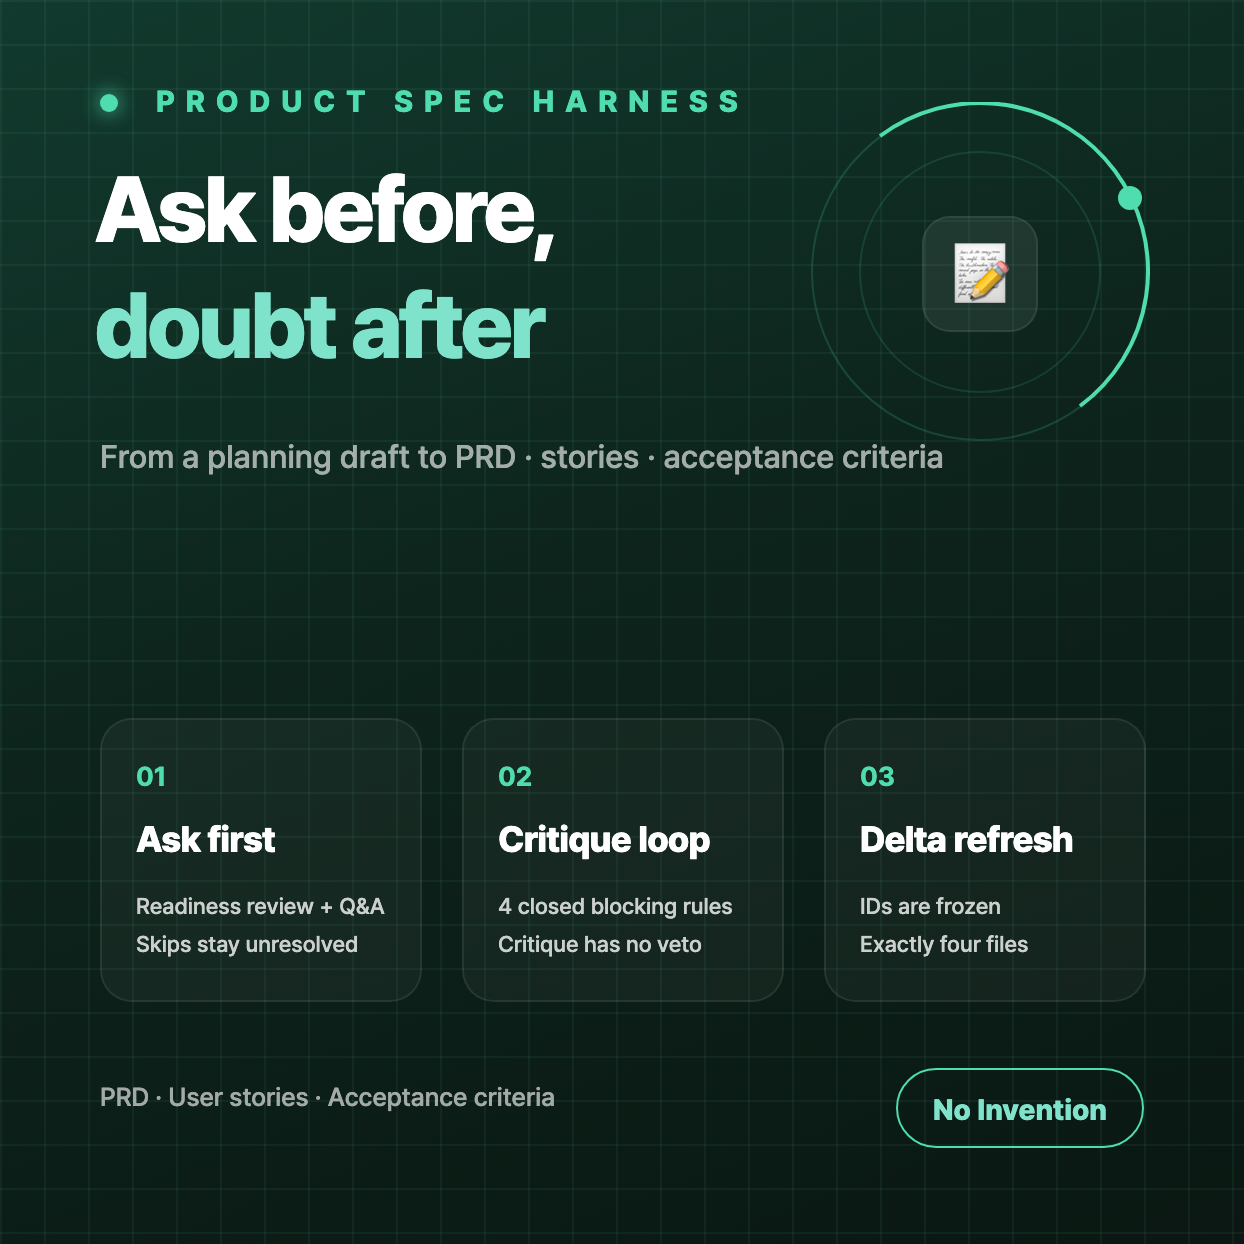 PRODUCT SPEC HARNESS
Ask before,
doubt after
From a planning draft to PRD · stories · acceptance criteria
01
Ask first
Readiness review + Q&A
Skips stay unresolved
02
Critique loop
4 closed blocking rules
Critique has no veto
03
Delta refresh
IDs are frozen
Exactly four files
PRD · User stories · Acceptance criteria
No Invention